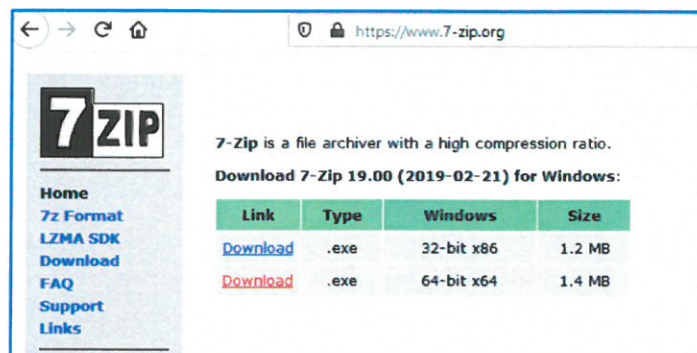 https://www.7-zip.org
7 ZIP
7-Zip is a file archiver with a high compression ratio.
Download 7-Zip 19.00 (2019-02-21) for Windows:
Link Type Windows Size
Download .exe 32-bit x86 1.2 MB
Download .exe 64-bit x64 1.4 MB
Home
7z Format
LZMA SDK
Download
FAQ
Support
Links